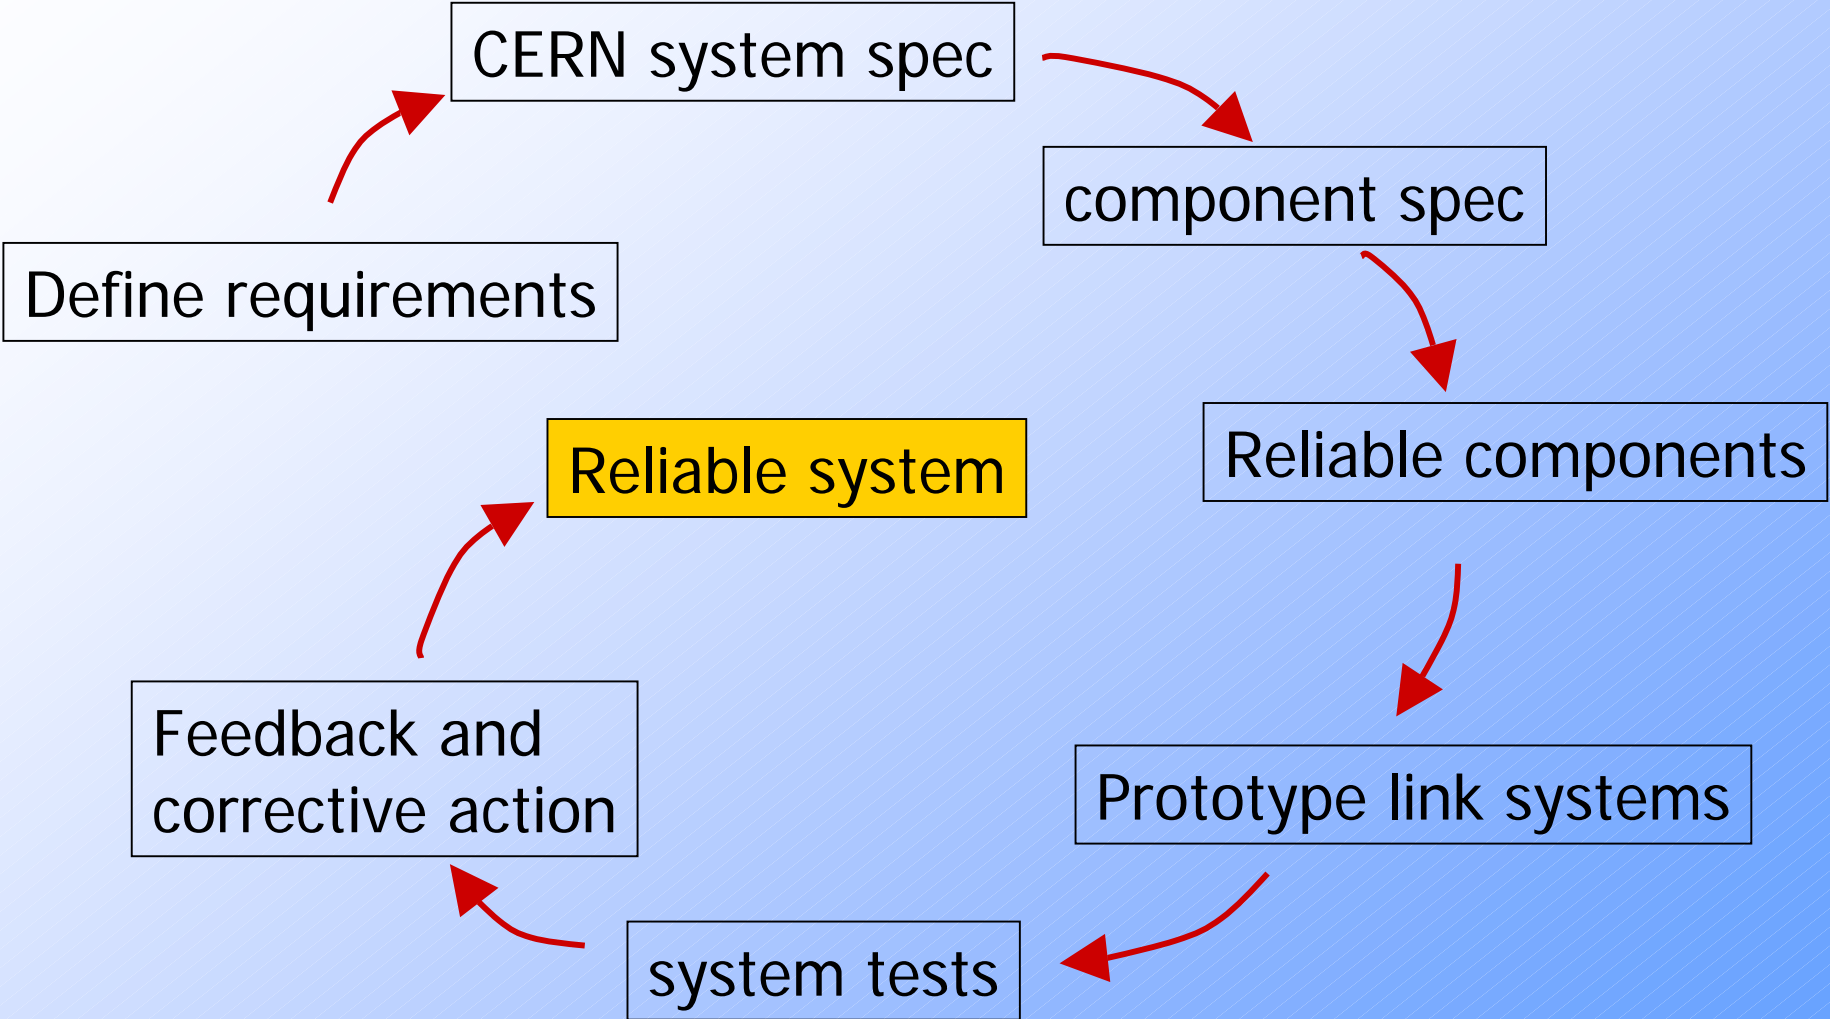 CERN system spec
component spec
Define requirements
Reliable components
Reliable system
Feedback and
corrective action
Prototype link systems
system tests